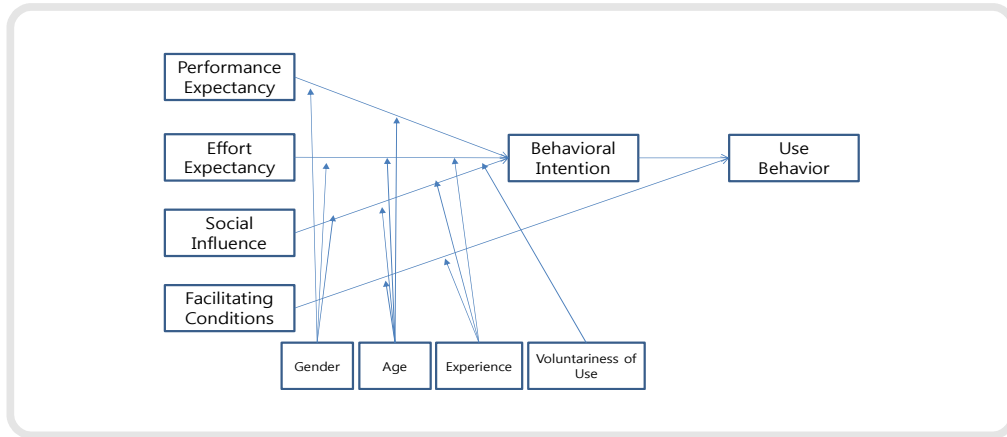 Performance
Expectancy
Effort
Expectancy
Behavioral
Intention
Use
Behavior
Social
Influence
Facilitating
Conditions
Gender
Age
Experience
Voluntariness of
Use